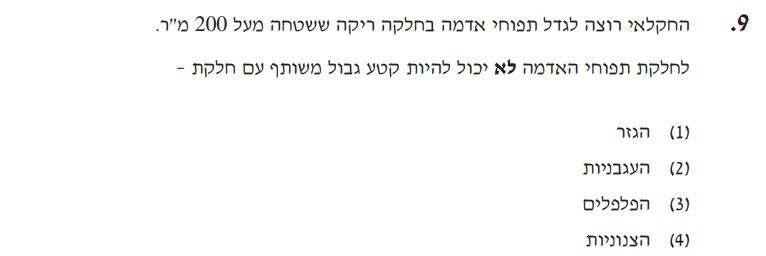 9. החקלאי רוצה לגדל תפוחי אדמה בחלקה ריקה ששטחה מעל 200 מ"ר.
לחלקת תפוחי האדמה לא יכול להיות קטע גבול משותף עם חלקת –
(1) הגזר
(2) העגבניות
(3) הפלפלים
(4) הצנוניות